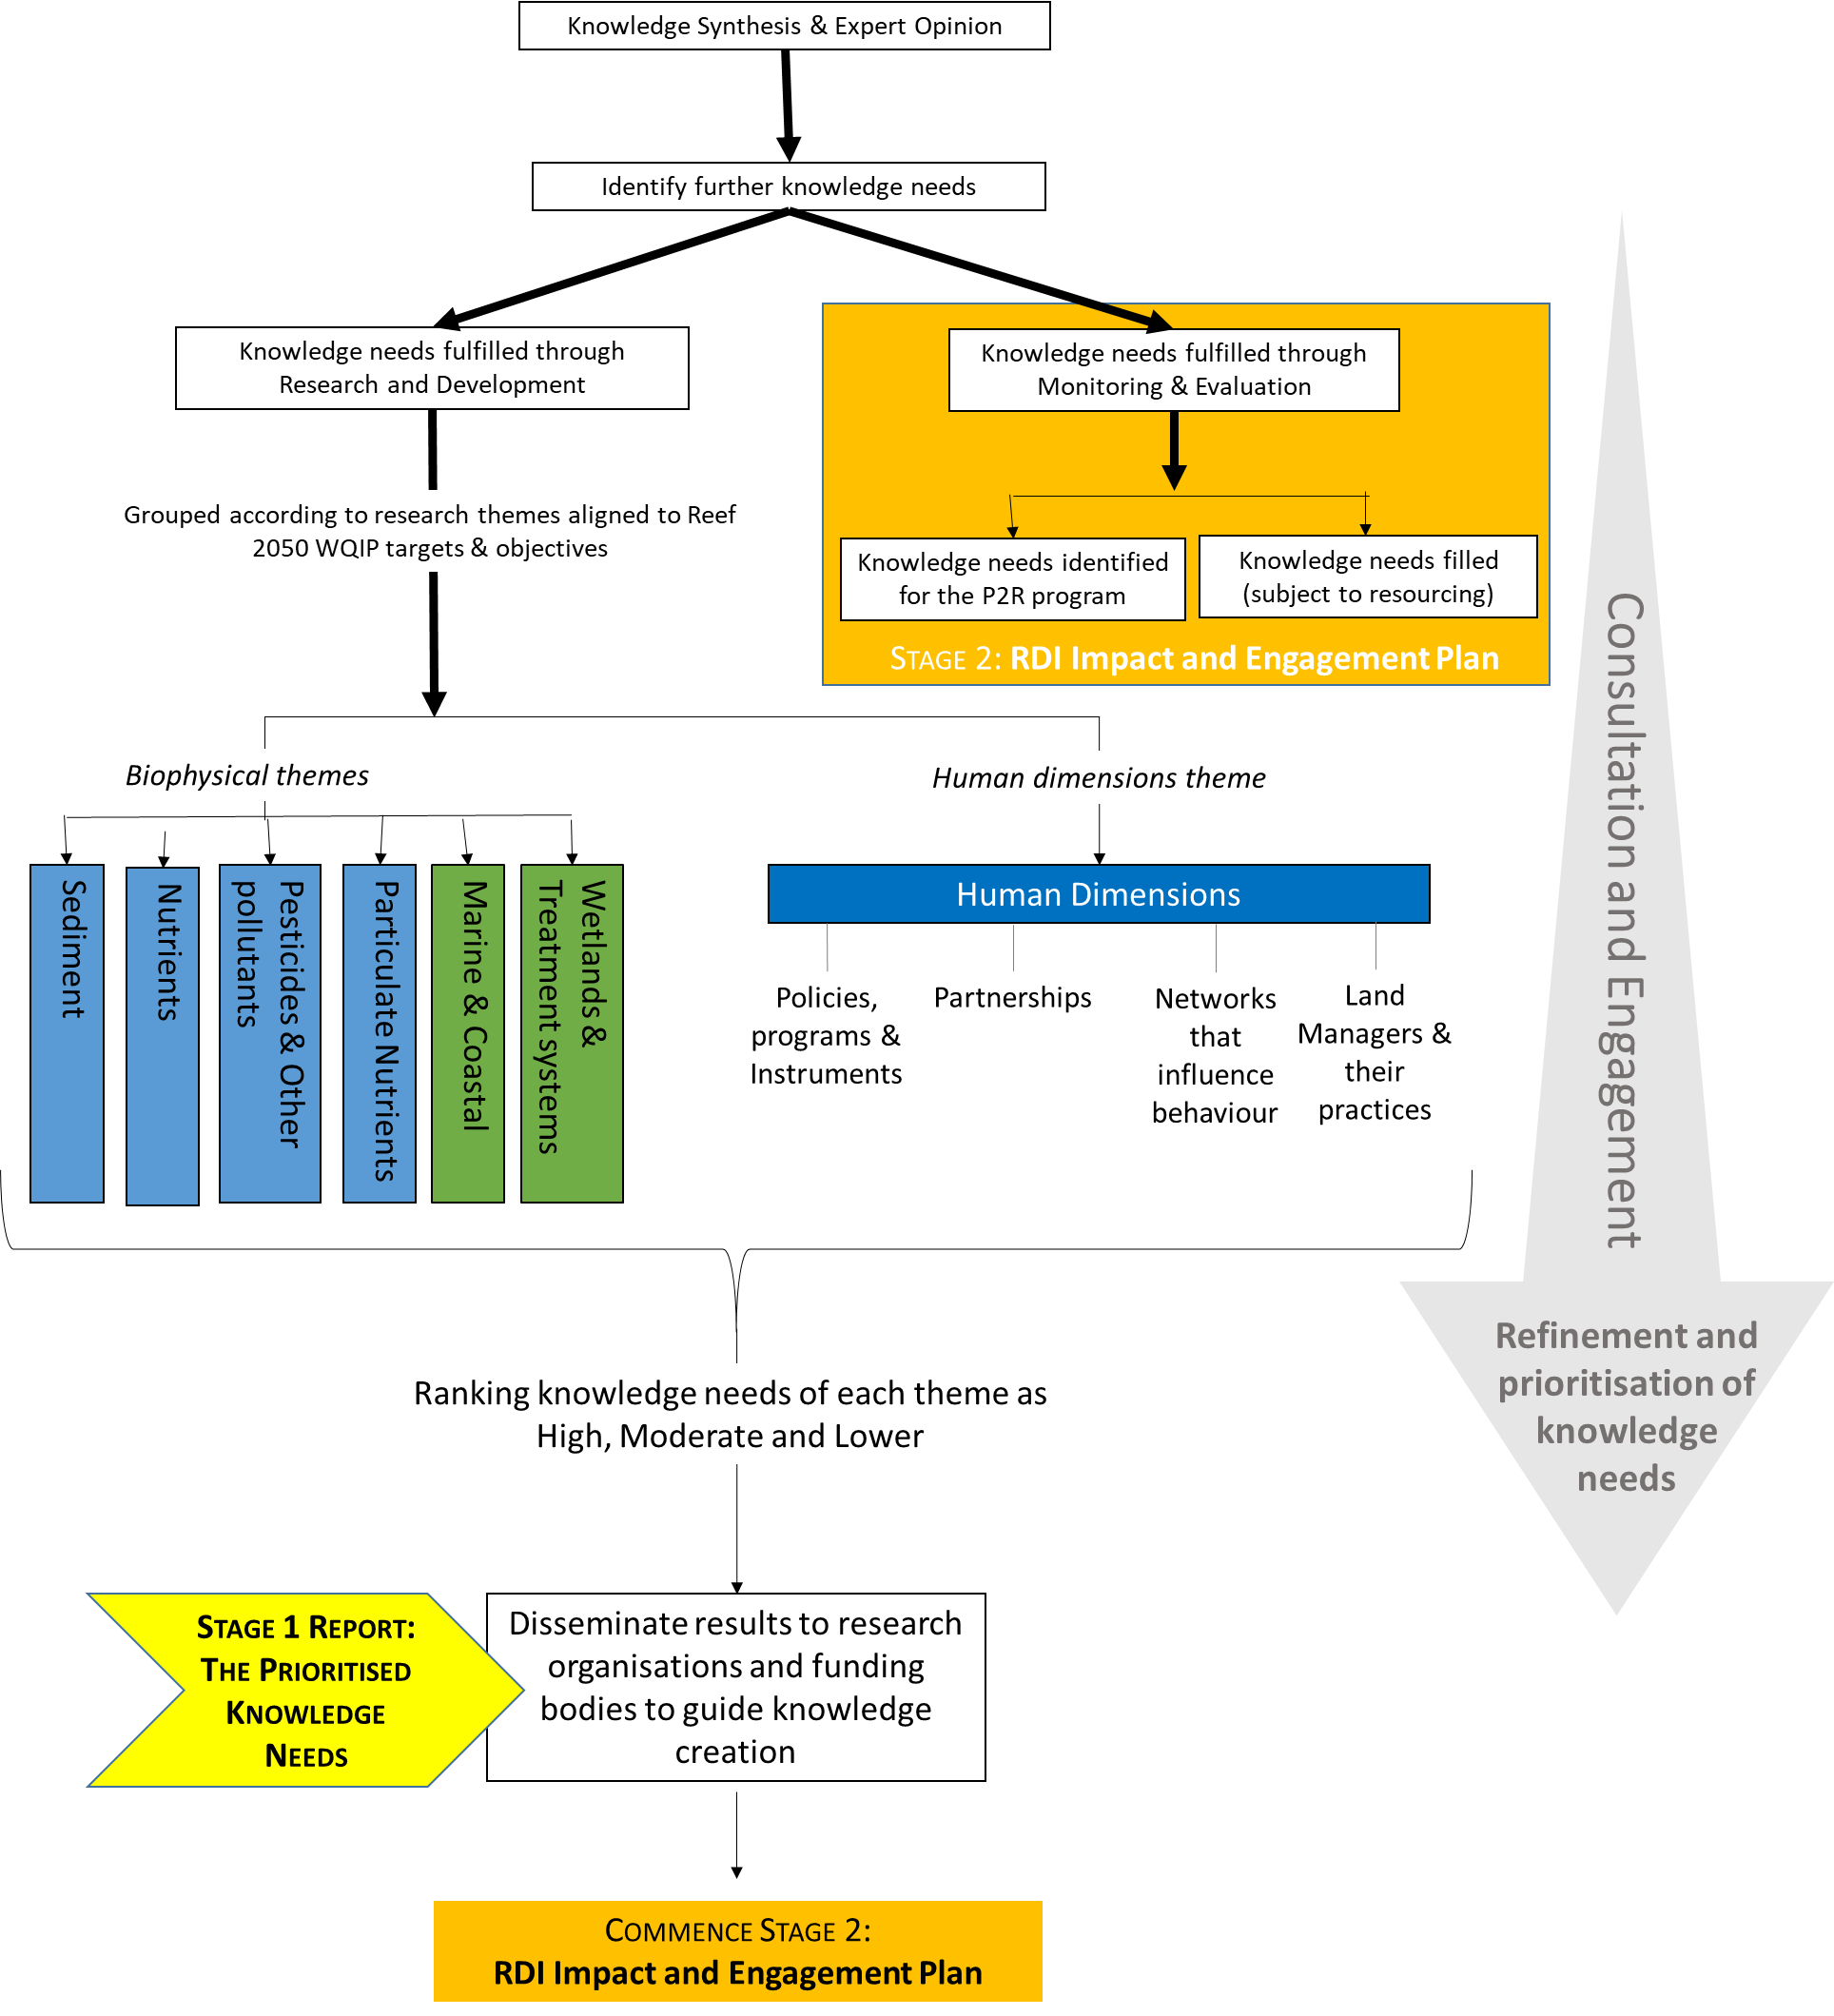 Knowledge Synthesis & Expert Opinion
Identify further knowledge needs
Knowledge needs fulfilled through
Research and Development
Knowledge needs fulfilled through
Monitoring & Evaluation
Grouped according to research themes aligned to Reef
2050 WQIP targets & objectives
Knowledge needs identified
for the P2R program
Knowledge needs filled
(subject to resourcing)
STAGE 2: RDI Impact and Engagement Plan
Biophysical themes
Human dimensions theme
Sediment
Nutrients
Pesticides & Other
pollutants
Particulate Nutrients
Marine & Coastal
Wetlands &
Treatment systems
Human Dimensions
Policies,
programs &
Instruments
Partnerships
Networks
that
influence
behaviour
Land
Managers &
their
practices
Consultation and Engagement
Refinement and
prioritisation of
knowledge
needs
Ranking knowledge needs of each theme as
High, Moderate and Lower
STAGE 1 REPORT:
THE PRIORITISED
KNOWLEDGE
NEEDS
Disseminate results to research
organisations and funding
bodies to guide knowledge
creation
COMMENCE STAGE 2:
RDI Impact and Engagement Plan